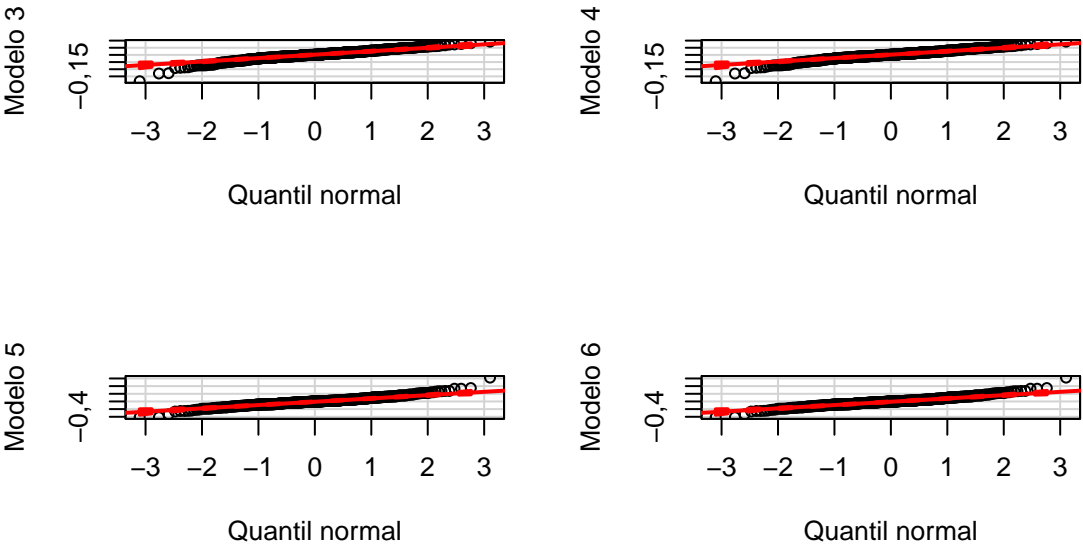 Modelo 3
−0,15
−3 −2 −1 0 1 2 3
Quantil normal
Modelo 4
−0,15
−3 −2 −1 0 1 2 3
Quantil normal
Modelo 5
−0,4
−3 −2 −1 0 1 2 3
Quantil normal
Modelo 6
−0,4
−3 −2 −1 0 1 2 3
Quantil normal